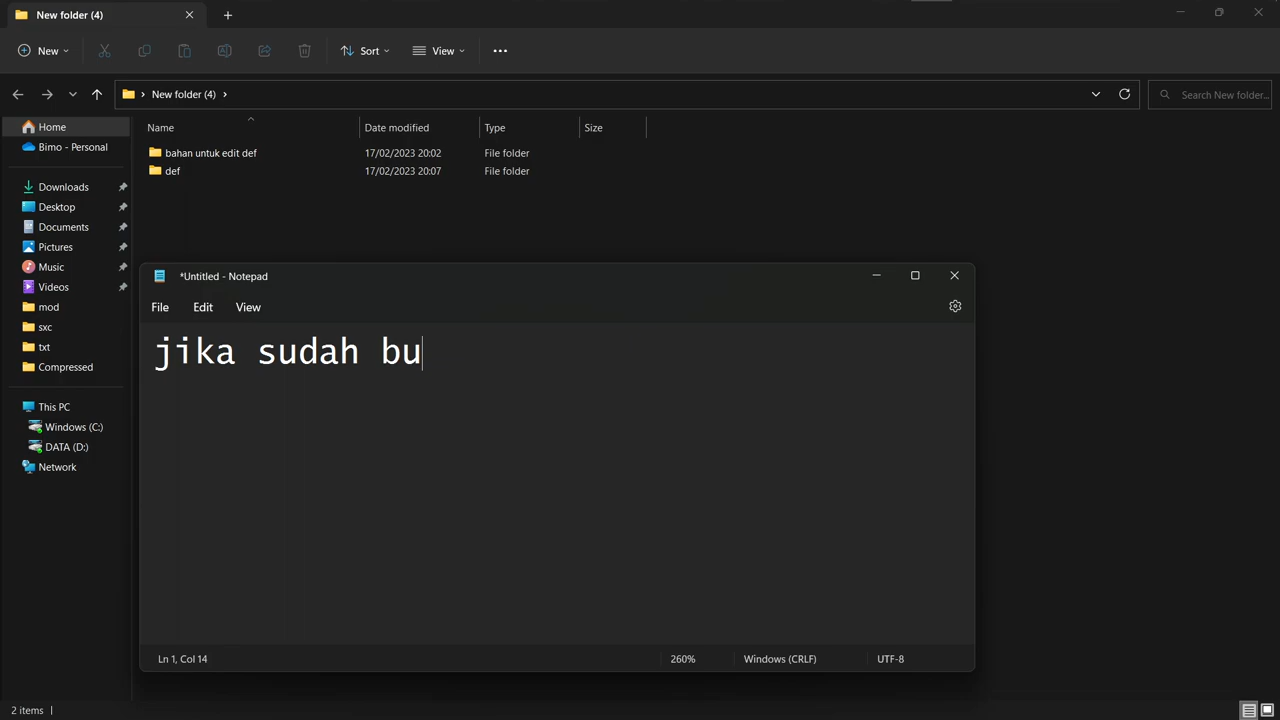 New folder (4)
New
Sort
View
New folder (4)
Search New folder...
Name
Date modified
Type
Size
Home
Bimo - Personal
bahan untuk edit def
17/02/2023 20:02
File folder
def
17/02/2023 20:07
File folder
Downloads
Desktop
Documents
Pictures
Music
Videos
mod
sxc
txt
Compressed
This PC
Windows (C:)
DATA (D:)
Network
*Untitled - Notepad
File
Edit
View
jika sudah bu
Ln 1, Col 14
260%
Windows (CRLF)
UTF-8
2 items